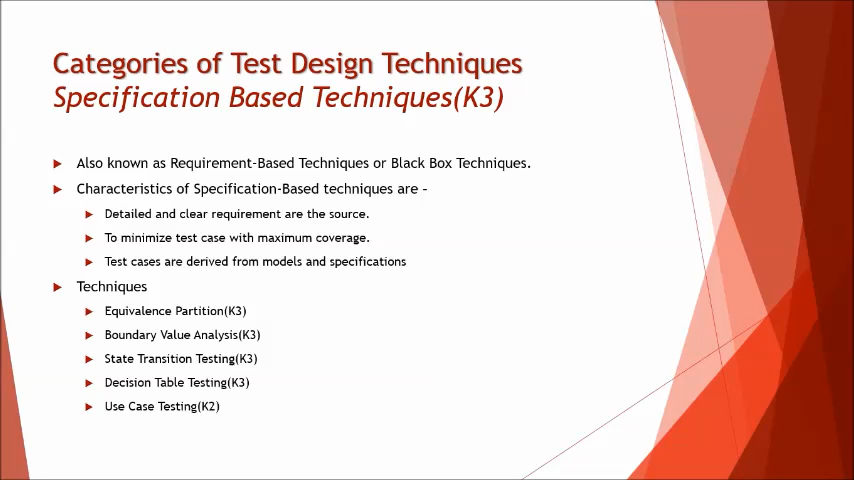 Categories of Test Design Techniques
Specification Based Techniques(K3)
Also known as Requirement-Based Techniques or Black Box Techniques.
Characteristics of Specification-Based techniques are –
Detailed and clear requirement are the source.
To minimize test case with maximum coverage.
Test cases are derived from models and specifications
Techniques
Equivalence Partition(K3)
Boundary Value Analysis(K3)
State Transition Testing(K3)
Decision Table Testing(K3)
Use Case Testing(K2)